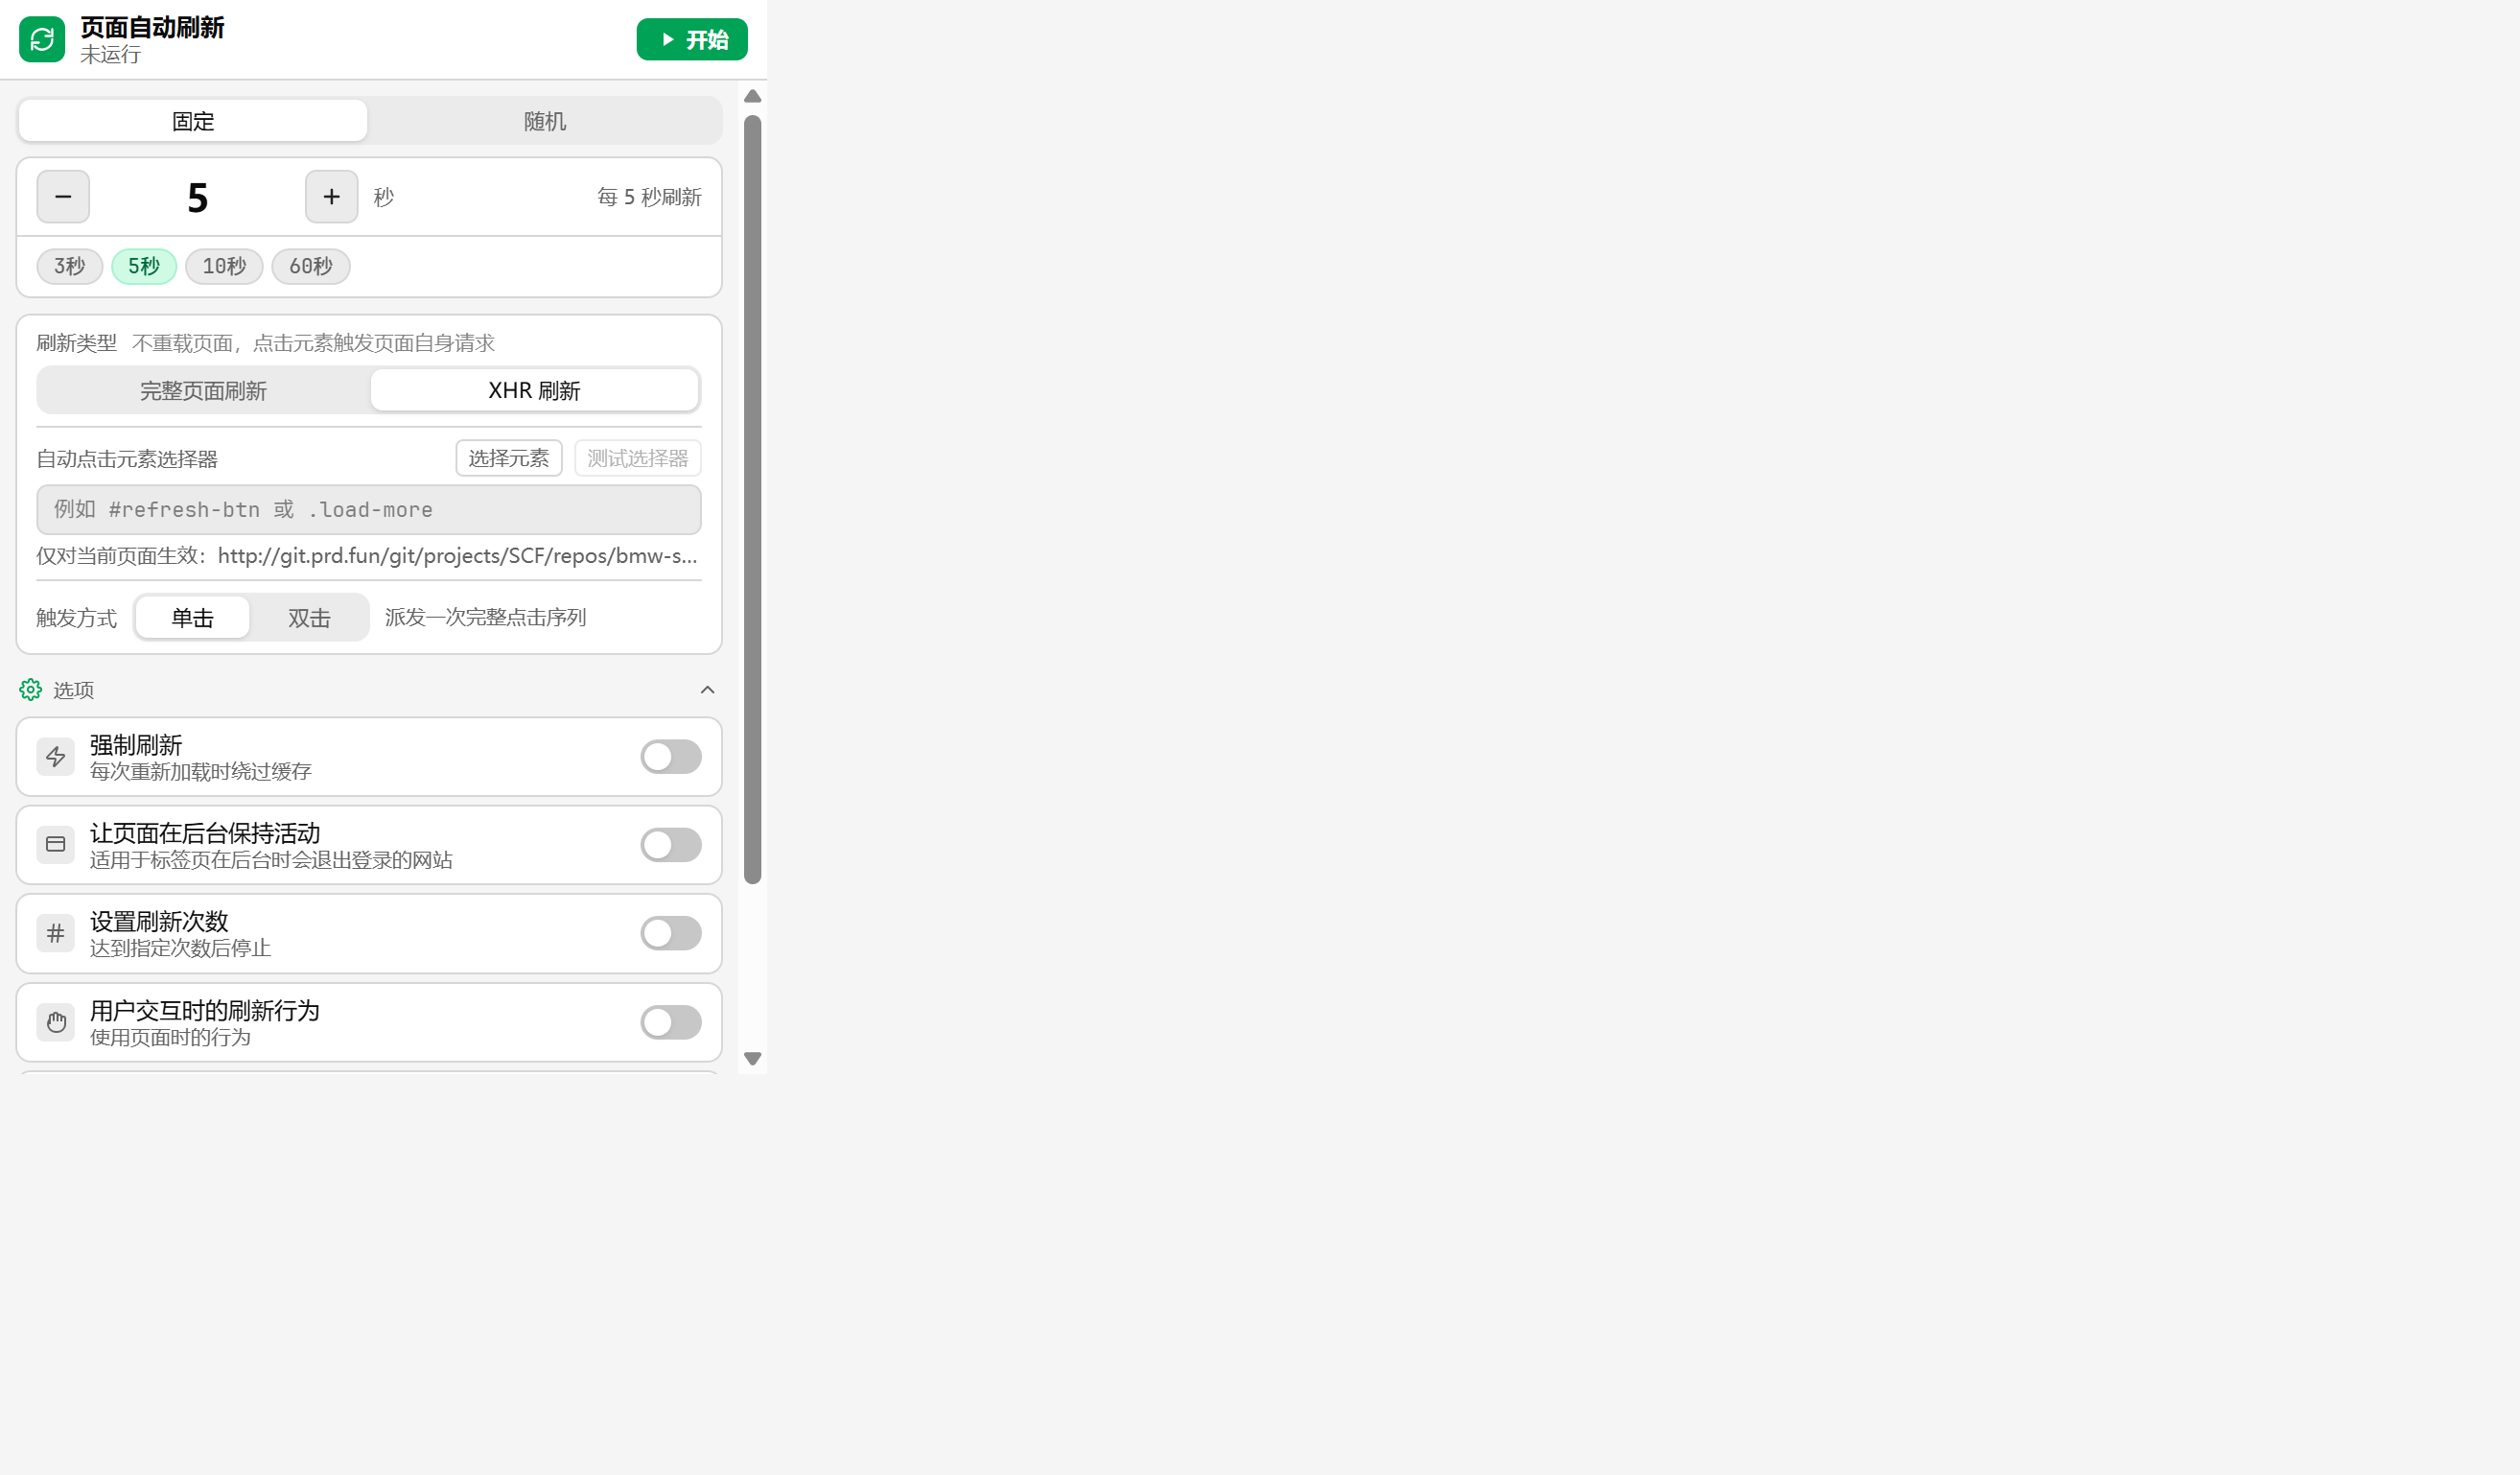 页面自动刷新
未运行
开始
固定
随机
5
秒
每 5 秒刷新
3秒
5秒
10秒
60秒
刷新类型 不重载页面，点击元素触发页面自身请求
完整页面刷新
XHR 刷新
自动点击元素选择器
选择元素
测试选择器
例如 #refresh-btn 或 .load-more
仅对当前页面生效：http://git.prd.fun/git/projects/SCF/repos/bmw-s...
触发方式
单击
双击
派发一次完整点击序列
选项
强制刷新
每次重新加载时绕过缓存
让页面在后台保持活动
适用于标签页在后台时会退出登录的网站
设置刷新次数
达到指定次数后停止
用户交互时的刷新行为
使用页面时的行为